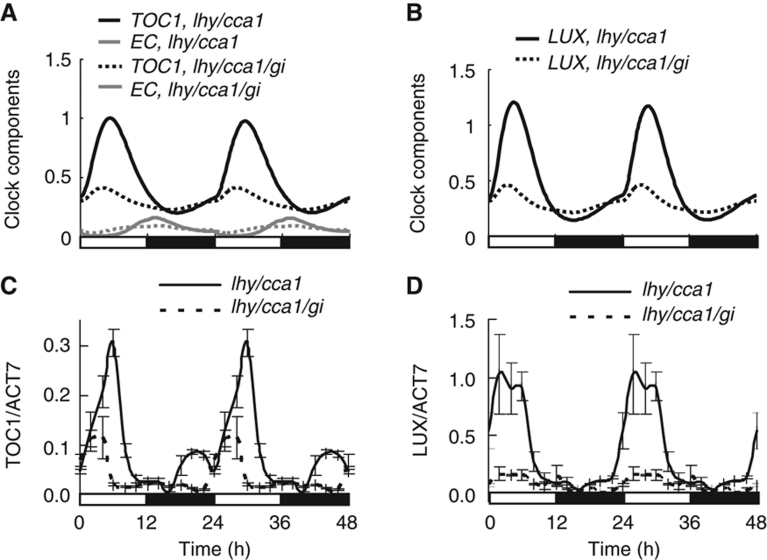 A
TOC1, lhy/cca1
EC, lhy/cca1
TOC1, lhy/cca1/gi
EC, lhy/cca1/gi
Clock components
1.5
1
0.5
0
B
LUX, lhy/cca1
LUX, lhy/cca1/gi
Clock components
1.5
1
0.5
0
C
lhy/cca1
lhy/cca1/gi
TOC1/ACT7
0.3
0.2
0.1
0.0
0 12 24 36 48
Time (h)
D
lhy/cca1
lhy/cca1/gi
LUX/ACT7
1.5
1.0
0.5
0.0
0 12 24 36 48
Time (h)